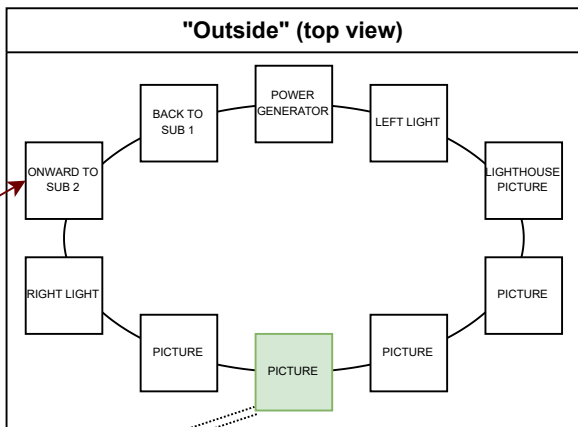 "Outside" (top view)
POWER
GENERATOR
BACK TO
SUB 1
LEFT LIGHT
ONWARD TO
SUB 2
LIGHTHOUSE
PICTURE
RIGHT LIGHT
PICTURE
PICTURE
PICTURE
PICTURE